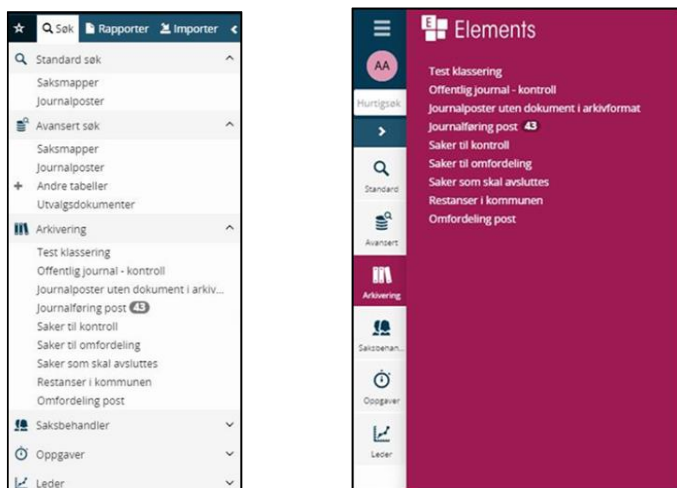 Søk Rapporter Importer
Standard søk
Saksmapper
Journalposter
Avansert søk
Saksmapper
Journalposter
Andre tabeller
Utvalgsdokumenter
Arkivering
Test klassering
Offentlig journal - kontroll
Journalposter uten dokument i arkiv...
Journalføring post 43
Saker til kontroll
Saker til omfordeling
Saker som skal avsluttes
Restanser i kommunen
Omfordeling post
Saksbehandler
Oppgaver
Leder
AA
Hurtigsøk
Standard
Avansert
Arkivering
Saksbehan...
Oppgaver
Leder
E
Elements
Test klassering
Offentlig journal - kontroll
Journalposter uten dokument i arkivformat
Journalføring post 43
Saker til kontroll
Saker til omfordeling
Saker som skal avsluttes
Restanser i kommunen
Omfordeling post